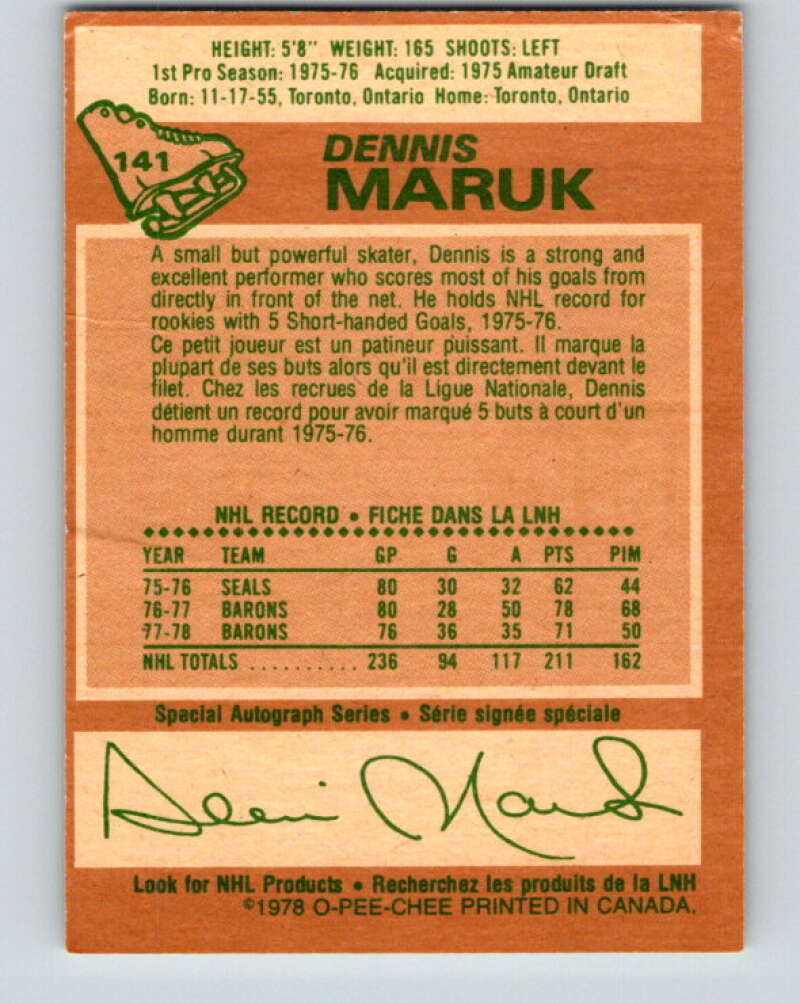 HEIGHT: 5'8" WEIGHT: 165 SHOOTS: LEFT
1st Pro Season: 1975-76 Acquired: 1975 Amateur Draft
Born: 11-17-55, Toronto, Ontario Home: Toronto, Ontario
141
DENNIS
MARUK
A small but powerful skater, Dennis is a strong and
excellent performer who scores most of his goals from
directly in front of the net. He holds NHL record for
rookies with 5 Short-handed Goals, 1975-76.
Ce petit joueur est un patineur puissant. Il marque la
plupart de ses buts alors qu'il est directement devant le
filet. Chez les recrues de la Ligue Nationale, Dennis
détient un record pour avoir marqué 5 buts à court d'un
homme durant 1975-76.
NHL RECORD • FICHE DANS LA LNH
YEAR TEAM GP G A PTS PIM
75-76 SEALS 80 30 32 62 44
76-77 BARONS 80 28 50 78 68
77-78 BARONS 76 36 35 71 50
NHL TOTALS .......... 236 94 117 211 162
Special Autograph Series • Série signée spéciale
Dennis Maruk
Look for NHL Products • Recherchez les produits de la LNH
©1978 O-PEE-CHEE PRINTED IN CANADA.